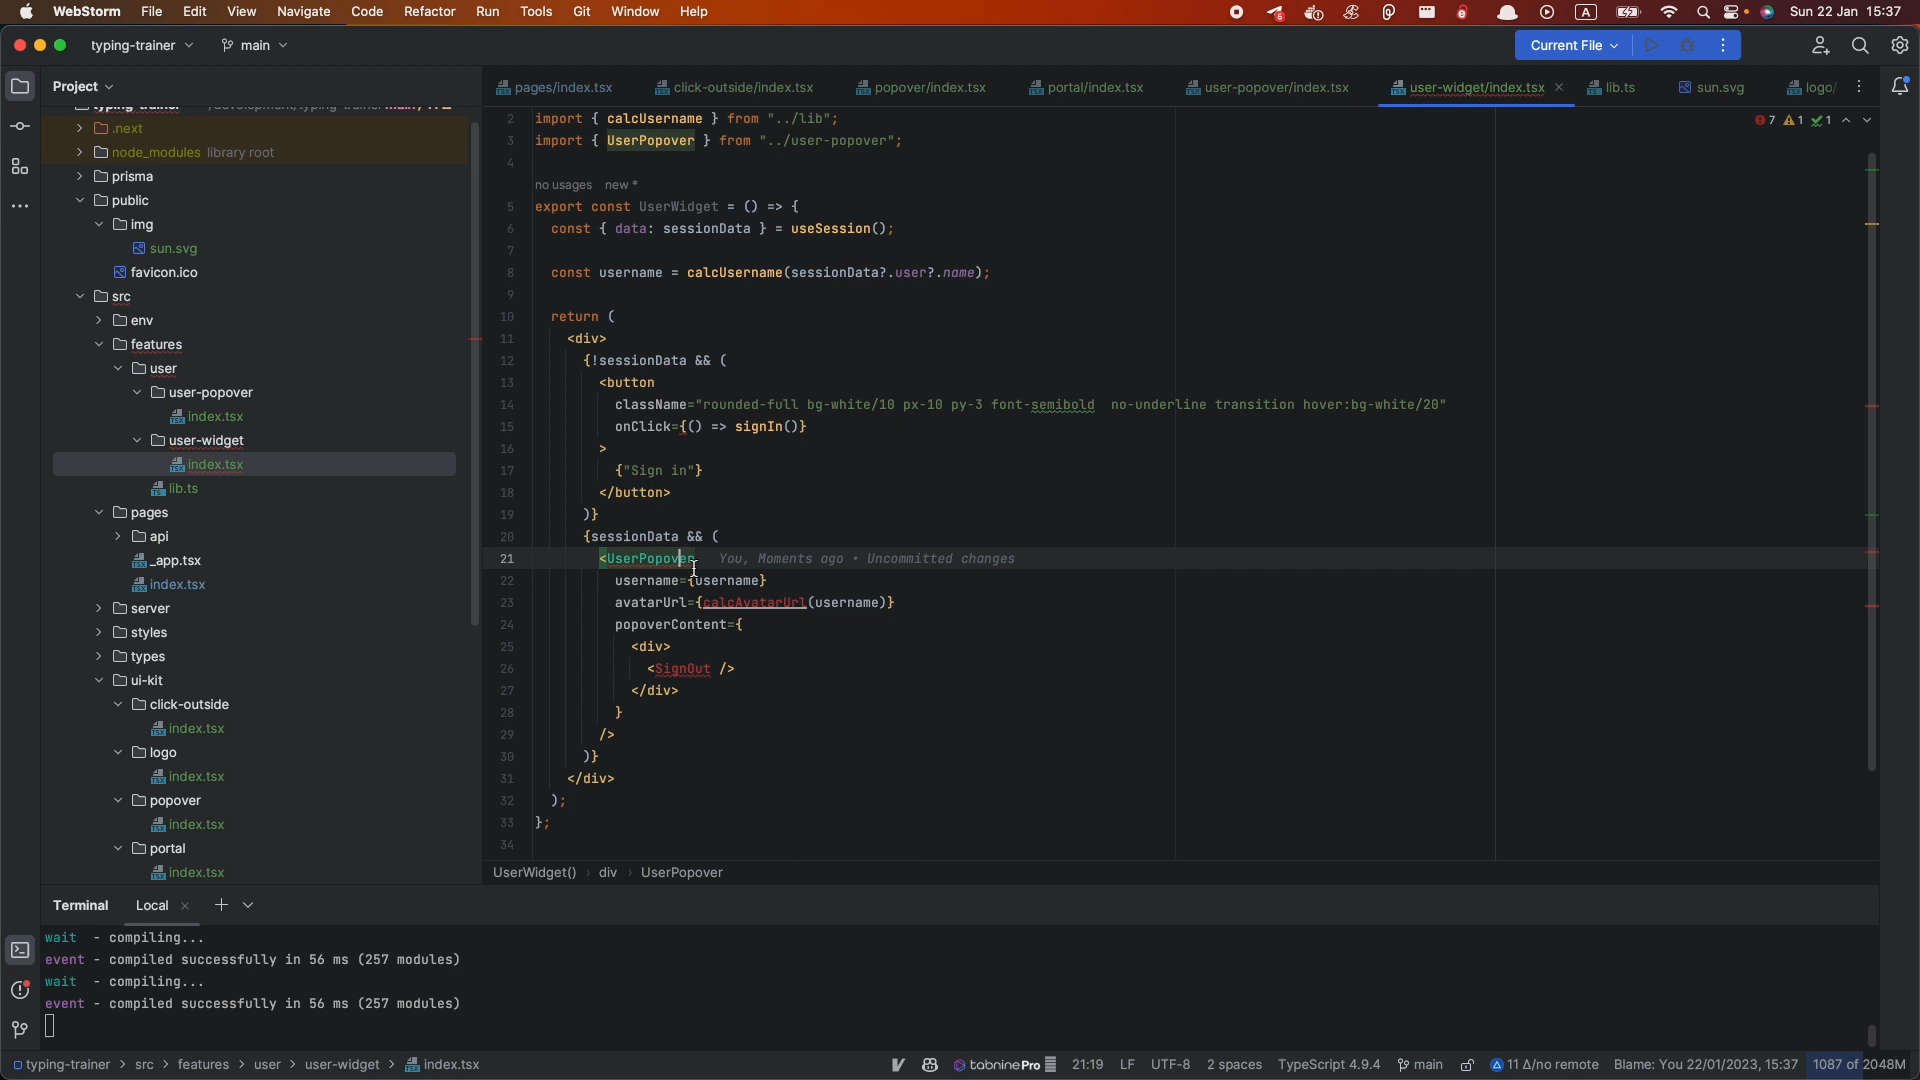 WebStorm File Edit View Navigate Code Refactor Run Tools Git Window Help
A Sun 22 Jan 15:37
typing-trainer main Current File
Project
.next
node_modules library root
prisma
public
img
sun.svg
favicon.ico
src
env
features
user
user-popover
index.tsx
user-widget
index.tsx
lib.ts
pages
api
_app.tsx
index.tsx
server
styles
types
ui-kit
click-outside
index.tsx
logo
index.tsx
popover
index.tsx
portal
index.tsx
pages/index.tsx click-outside/index.tsx popover/index.tsx portal/index.tsx user-popover/index.tsx user-widget/index.tsx lib.ts sun.svg logo/
7 1 1
2 import { calcUsername } from "../lib";
3 import { UserPopover } from "../user-popover";
4
no usages new *
5 export const UserWidget = () => {
6 const { data: sessionData } = useSession();
7
8 const username = calcUsername(sessionData?.user?.name);
9
10 return (
11 <div>
12 {!sessionData && (
13 <button
14 className="rounded-full bg-white/10 px-10 py-3 font-semibold  no-underline transition hover:bg-white/20"
15 onClick={() => signIn()}
16 >
17 {"Sign in"}
18 </button>
19 )}
20 {sessionData && (
21 <UserPopover You, Moments ago • Uncommitted changes
22 username={username}
23 avatarUrl={calcAvatarUrl(username)}
24 popoverContent={
25 <div>
26 <SignOut />
27 </div>
28 }
29 />
30 )}
31 </div>
32 );
33 };
34
UserWidget() div UserPopover
Terminal Local
wait - compiling...
event - compiled successfully in 56 ms (257 modules)
wait - compiling...
event - compiled successfully in 56 ms (257 modules)
typing-trainer > src > features > user > user-widget > index.tsx
tabninePro 21:19 LF UTF-8 2 spaces TypeScript 4.9.4 main 11 Δ/no remote Blame: You 22/01/2023, 15:37 1087 of 2048M